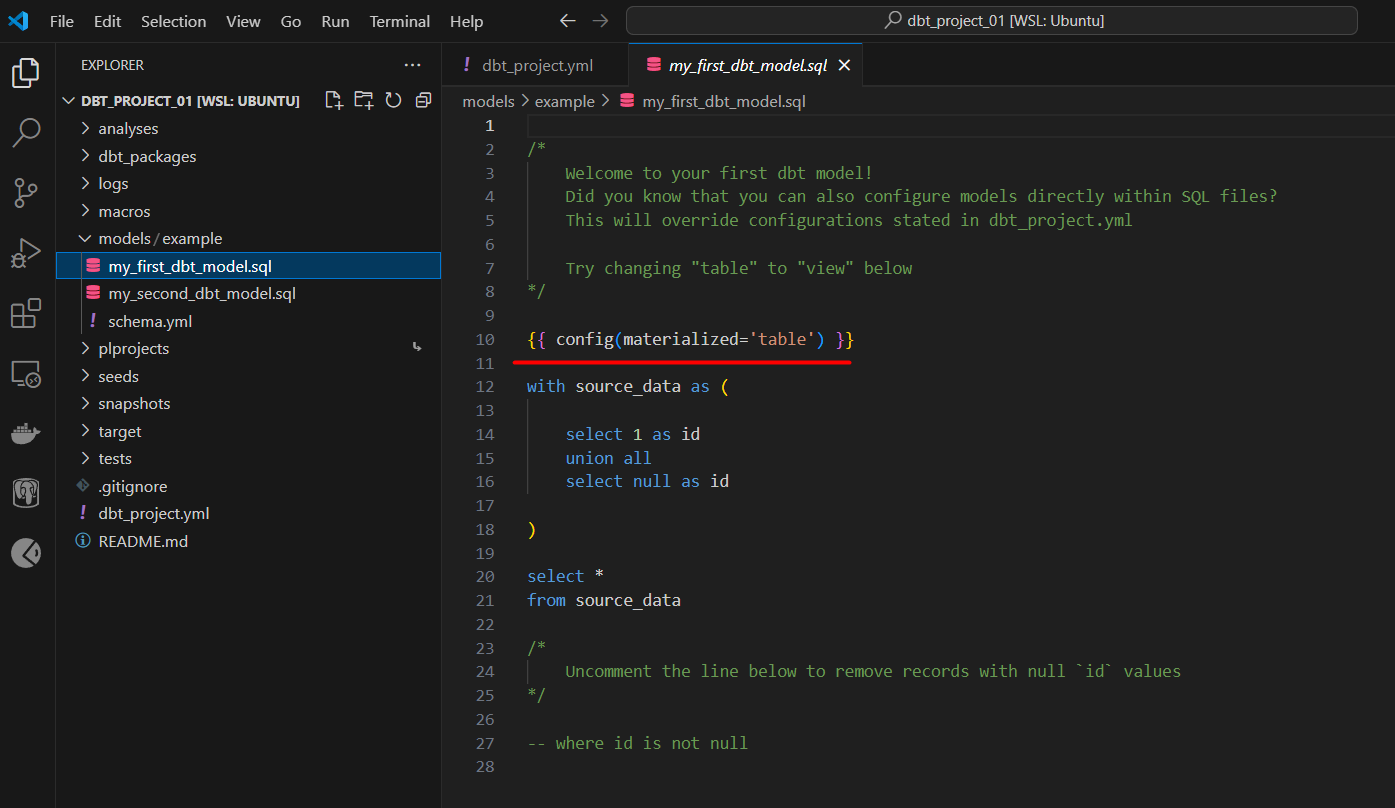 File Edit Selection View Go Run Terminal Help
dbt_project_01 [WSL: Ubuntu]
EXPLORER
DBT_PROJECT_01 [WSL: UBUNTU]
analyses
dbt_packages
logs
macros
models / example
my_first_dbt_model.sql
my_second_dbt_model.sql
! schema.yml
plprojects
seeds
snapshots
target
tests
.gitignore
! dbt_project.yml
README.md
! dbt_project.yml
my_first_dbt_model.sql
models > example > my_first_dbt_model.sql
1
2 /*
3 Welcome to your first dbt model!
4 Did you know that you can also configure models directly within SQL files?
5 This will override configurations stated in dbt_project.yml
6
7 Try changing "table" to "view" below
8 */
9
10 {{ config(materialized='table') }}
11
12 with source_data as (
13
14 select 1 as id
15 union all
16 select null as id
17
18 )
19
20 select *
21 from source_data
22
23 /*
24 Uncomment the line below to remove records with null `id` values
25 */
26
27 -- where id is not null
28